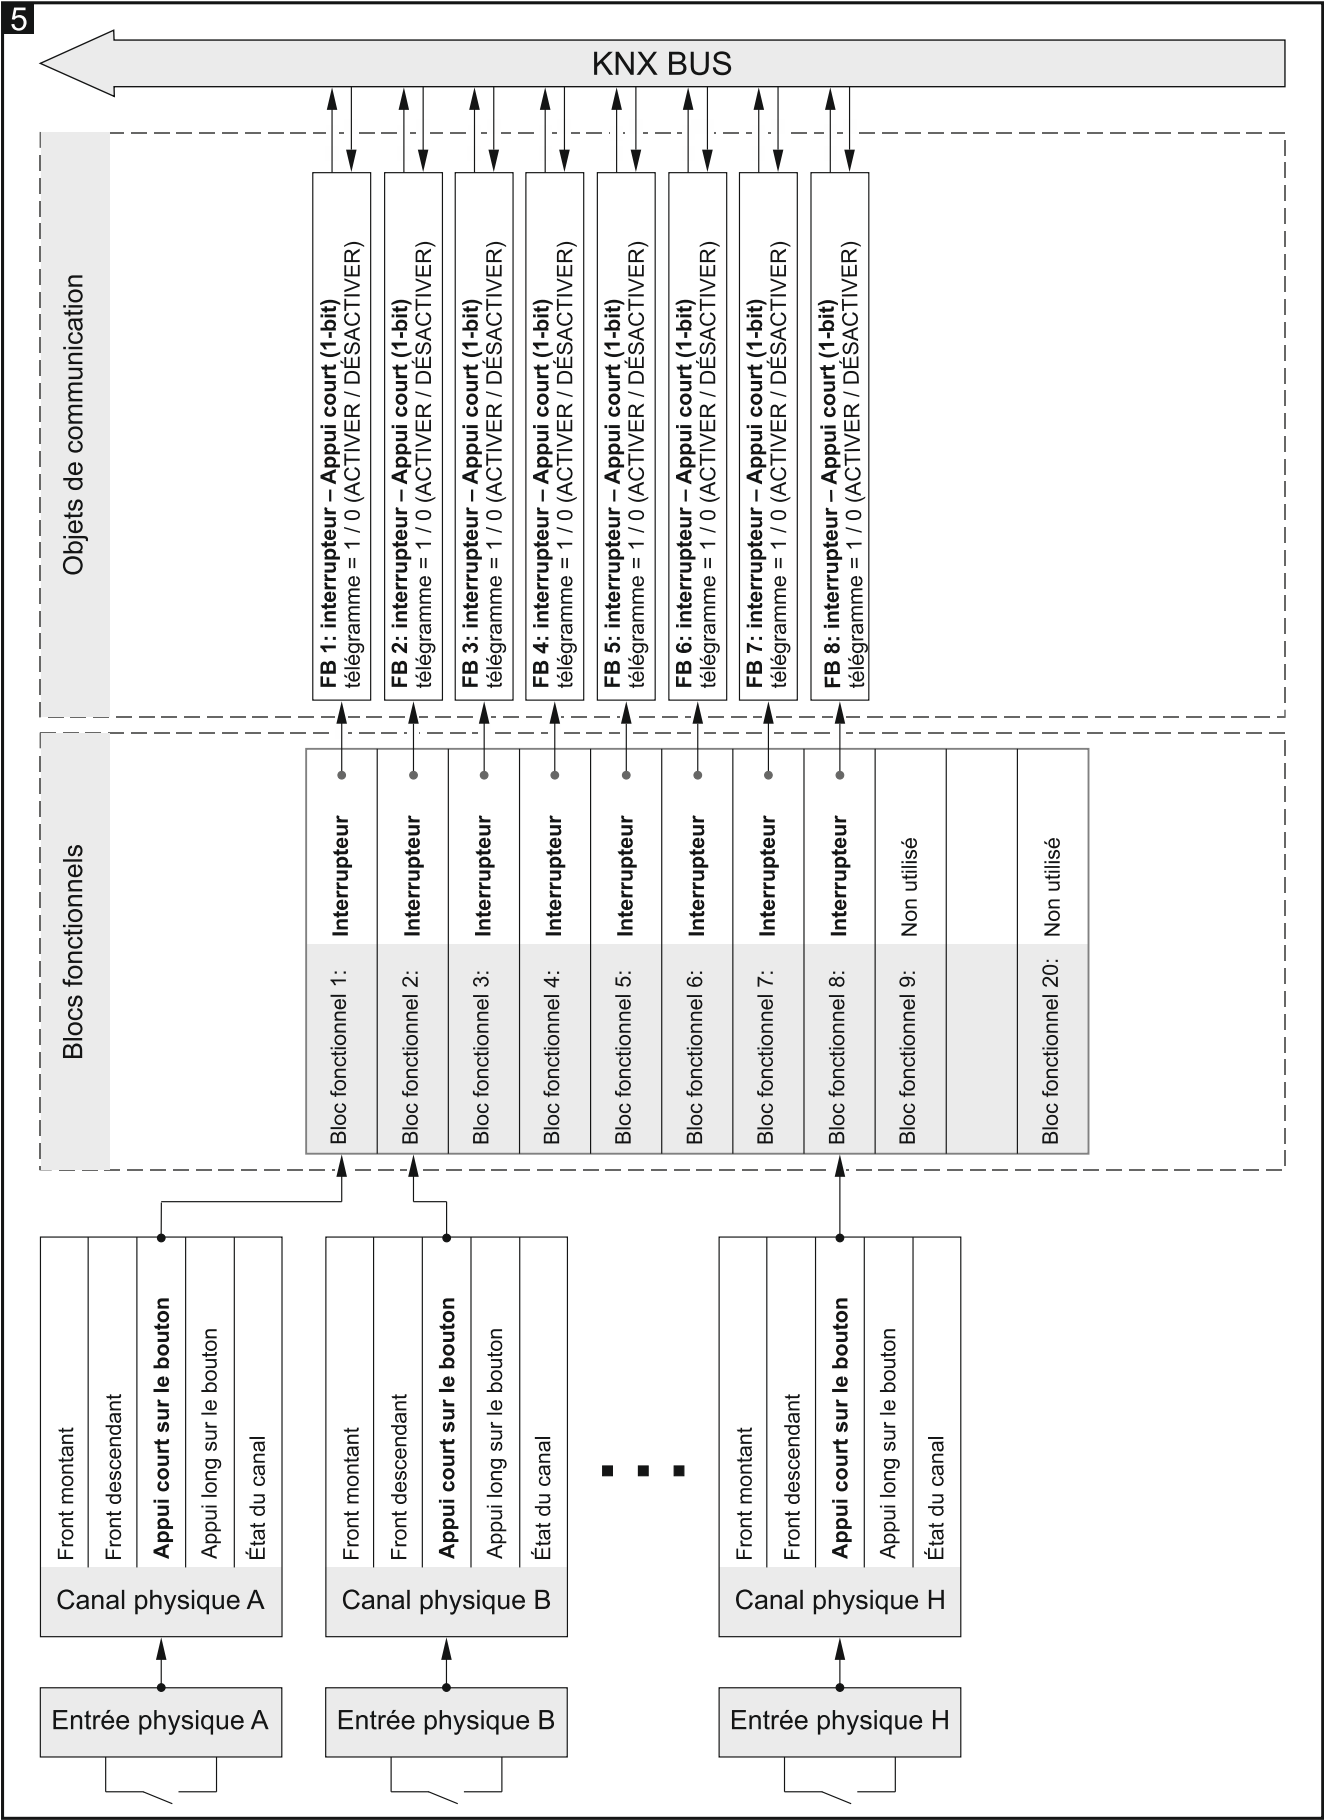 5
KNX BUS
Objets de communication
FB 1: interrupteur – Appui court (1-bit)
télégramme = 1 / 0 (ACTIVER / DÉSACTIVER)
FB 2: interrupteur – Appui court (1-bit)
télégramme = 1 / 0 (ACTIVER / DÉSACTIVER)
FB 3: interrupteur – Appui court (1-bit)
télégramme = 1 / 0 (ACTIVER / DÉSACTIVER)
FB 4: interrupteur – Appui court (1-bit)
télégramme = 1 / 0 (ACTIVER / DÉSACTIVER)
FB 5: interrupteur – Appui court (1-bit)
télégramme = 1 / 0 (ACTIVER / DÉSACTIVER)
FB 6: interrupteur – Appui court (1-bit)
télégramme = 1 / 0 (ACTIVER / DÉSACTIVER)
FB 7: interrupteur – Appui court (1-bit)
télégramme = 1 / 0 (ACTIVER / DÉSACTIVER)
FB 8: interrupteur – Appui court (1-bit)
télégramme = 1 / 0 (ACTIVER / DÉSACTIVER)
Blocs fonctionnels
Bloc fonctionnel 1: Interrupteur
Bloc fonctionnel 2: Interrupteur
Bloc fonctionnel 3: Interrupteur
Bloc fonctionnel 4: Interrupteur
Bloc fonctionnel 5: Interrupteur
Bloc fonctionnel 6: Interrupteur
Bloc fonctionnel 7: Interrupteur
Bloc fonctionnel 8: Interrupteur
Bloc fonctionnel 9: Non utilisé
Bloc fonctionnel 20: Non utilisé
Front montant
Front descendant
Appui court sur le bouton
Appui long sur le bouton
État du canal
Canal physique A
Entrée physique A
Front montant
Front descendant
Appui court sur le bouton
Appui long sur le bouton
État du canal
Canal physique B
Entrée physique B
Front montant
Front descendant
Appui court sur le bouton
Appui long sur le bouton
État du canal
Canal physique H
Entrée physique H